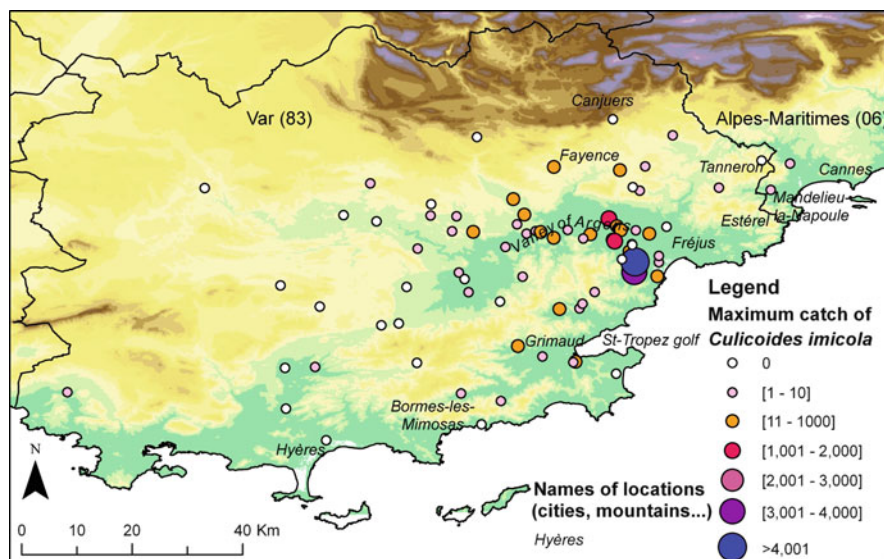 Canjuers
Var (83)
Alpes-Maritimes (06)
Fayence
Tanneron
Cannes
Mandelieu
-la-Napoule
Estérel
Valley of Argens
Fréjus
Legend
Maximum catch of
Culicoides imicola
Grimaud
St-Tropez golf
0
[1 - 10]
Bormes-les-
Mimosas
[11 - 1000]
Hyères
[1,001 - 2,000]
N
[2,001 - 3,000]
Names of locations
(cities, mountains...)
[3,001 - 4,000]
0 10 20 40 Km
Hyères
>4,001